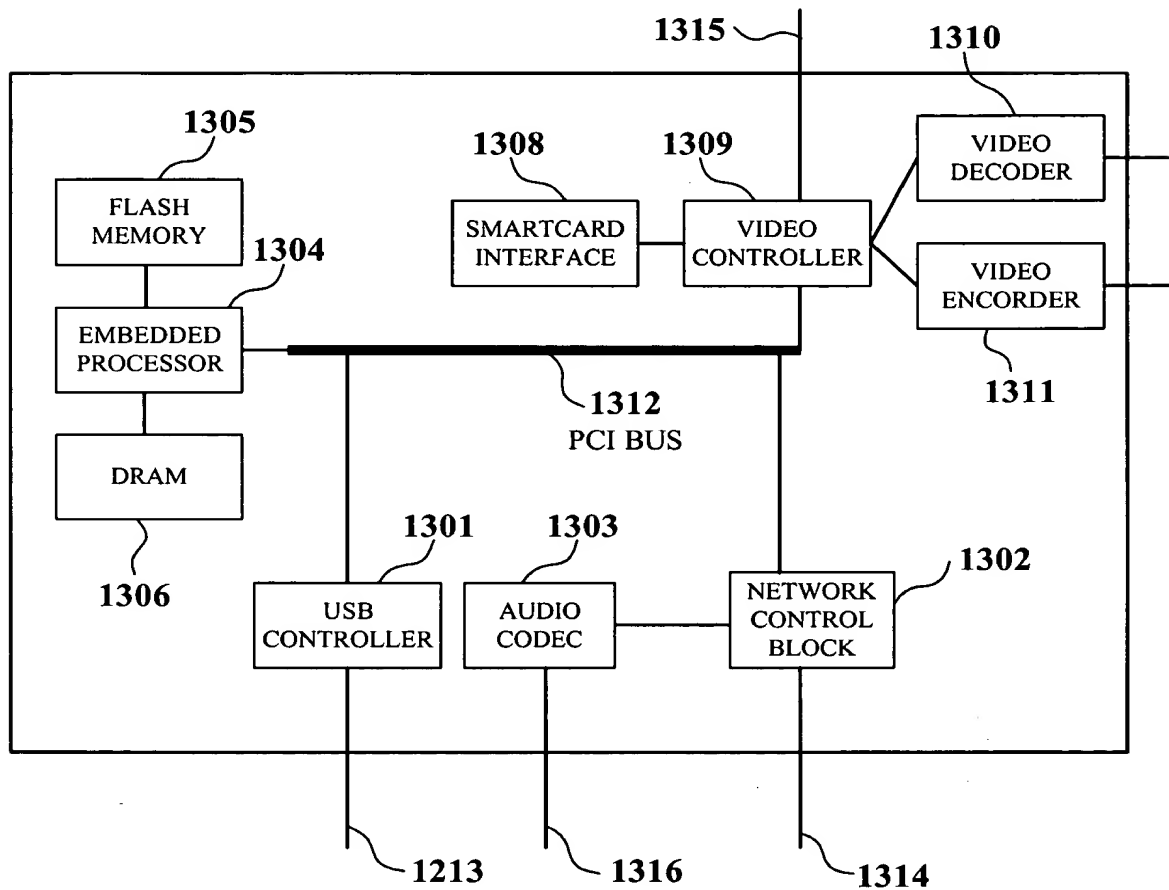 1315
1310
1305
1308
1309
VIDEO
DECODER
FLASH
MEMORY
1304
SMARTCARD
INTERFACE
VIDEO
CONTROLLER
VIDEO
ENCORDER
EMBEDDED
PROCESSOR
1311
1312
PCI BUS
DRAM
1306
1301
1303
1302
USB
CONTROLLER
AUDIO
CODEC
NETWORK
CONTROL
BLOCK
1213
1316
1314